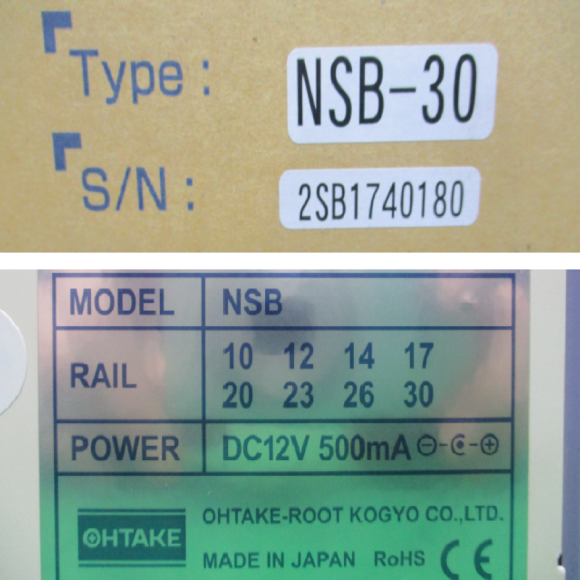 Type : NSB-30
S/N : 2SB1740180
MODEL NSB
RAIL 10 12 14 17
20 23 26 30
POWER DC12V 500mA
OHTAKE
OHTAKE-ROOT KOGYO CO.,LTD.
MADE IN JAPAN RoHS CE